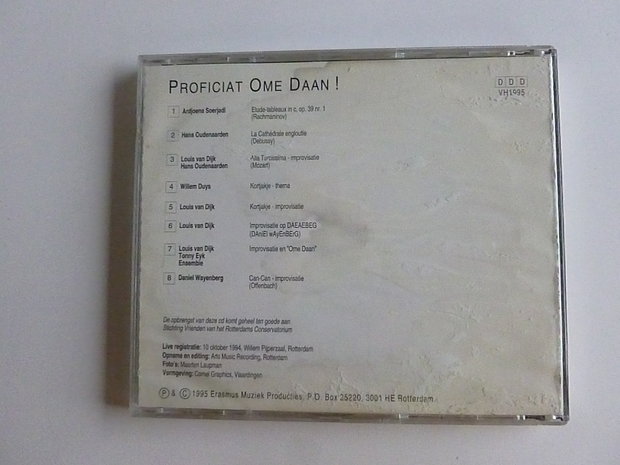 PROFICIAT OME DAAN !
D D D
VH1995
1 Antjoena Soerjadi Etude-tableaux in c, op. 39 nr. 1
(Rachmaninov)
2 Hans Oudenaarden La Cathédrale engloutie
(Debussy)
3 Louis van Dijk Alla Turcissima - improvisatie
Hans Oudenaarden (Mozart)
4 Willem Duys Kortjakje - thema
5 Louis van Dijk Kortjakje - improvisatie
6 Louis van Dijk Improvisatie op DAEAEBEG
(DAniEl wAyEnBErG)
7 Louis van Dijk Improvisatie en "Ome Daan"
Tonny Eyk
Ensemble
8 Daniel Wayenberg Can-Can - improvisatie
(Offenbach)
De opbrengst van deze cd komt geheel ten goede aan
Stichting Vrienden van het Rotterdams Conservatorium
Live registratie: 10 oktober 1994, Willem Pijperzaal, Rotterdam
Opname en editing: Arts Music Recording, Rotterdam
Foto's: Maarten Laupman
Vormgeving: Camel Graphics, Vlaardingen
Ⓟ & © 1995 Erasmus Muziek Producties, P.O. Box 25220, 3001 HE Rotterdam